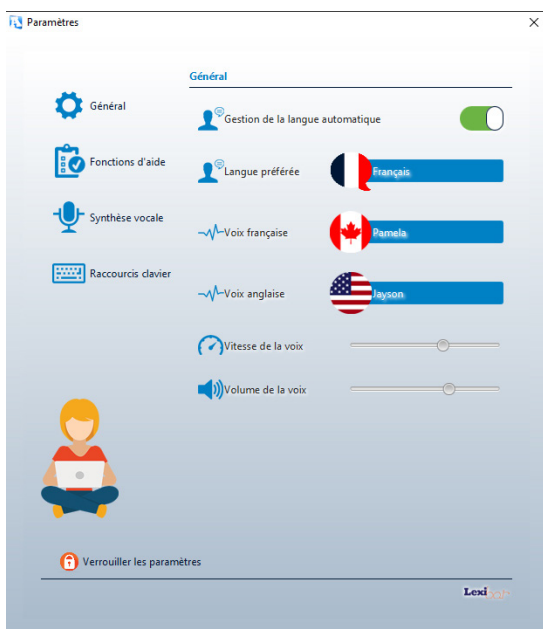 Paramètres
Général
Général
Gestion de la langue automatique
Fonctions d'aide
Langue préférée
Français
Synthèse vocale
Voix française
Pamela
Raccourcis clavier
Voix anglaise
Jayson
Vitesse de la voix
Volume de la voix
Verrouiller les paramètres
Lexi